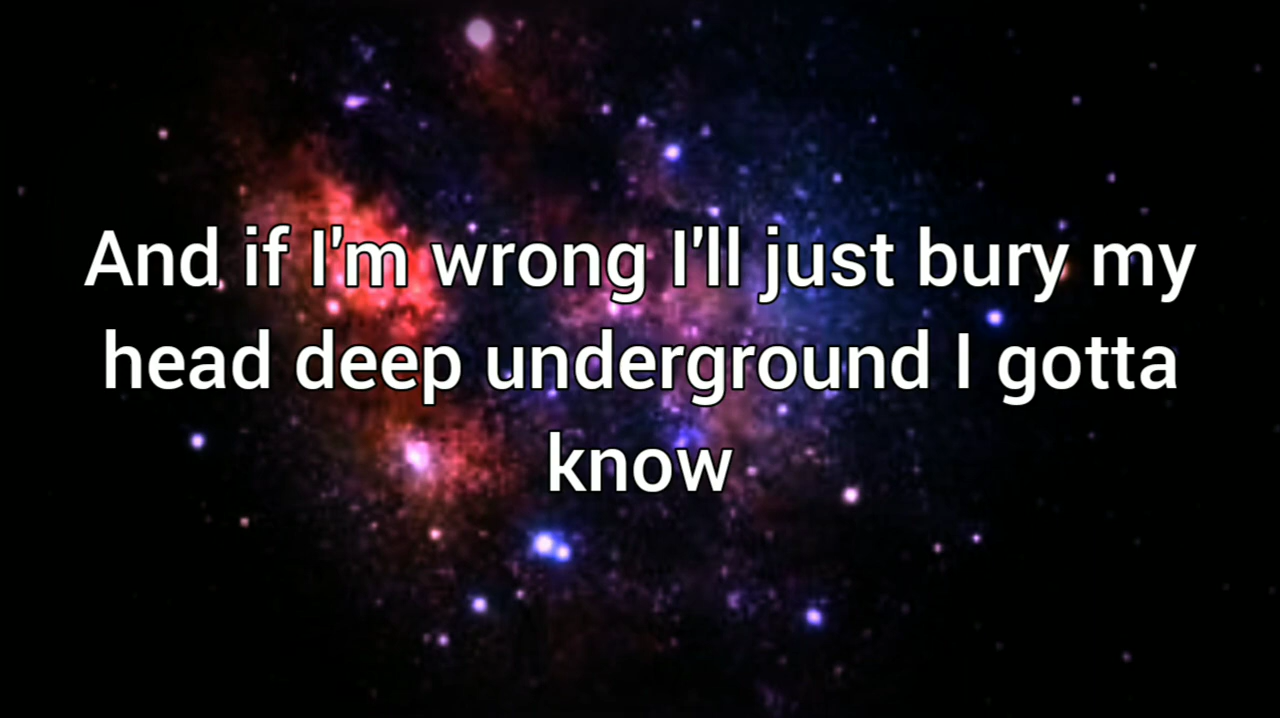 And if I'm wrong I'll just bury my
head deep underground I gotta
know